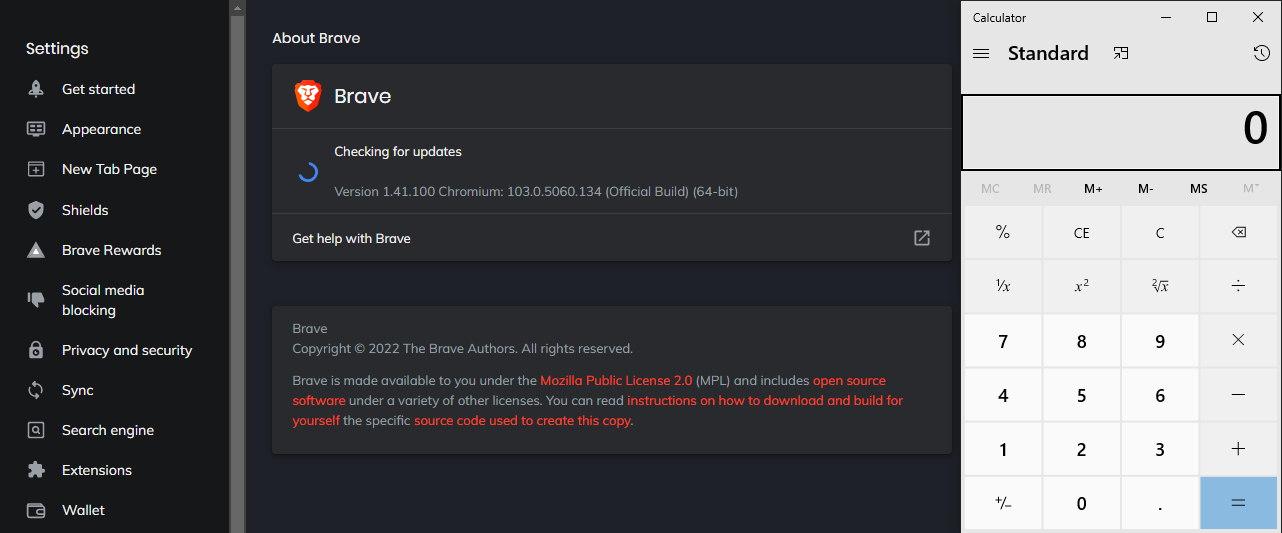 Settings
Get started
Appearance
New Tab Page
Shields
Brave Rewards
Social media
blocking
Privacy and security
Sync
Search engine
Extensions
Wallet
About Brave
Brave
Checking for updates
Version 1.41.100 Chromium: 103.0.5060.134 (Official Build) (64-bit)
Get help with Brave
Brave
Copyright © 2022 The Brave Authors. All rights reserved.
Brave is made available to you under the Mozilla Public License 2.0 (MPL) and includes open source
software under a variety of other licenses. You can read instructions on how to download and build for
yourself the specific source code used to create this copy.
Calculator
Standard
0
MC MR M+ M- MS M˅
% CE C
¹/x x² ²√x ÷
7 8 9 ×
4 5 6 −
1 2 3 +
+/− 0 . =